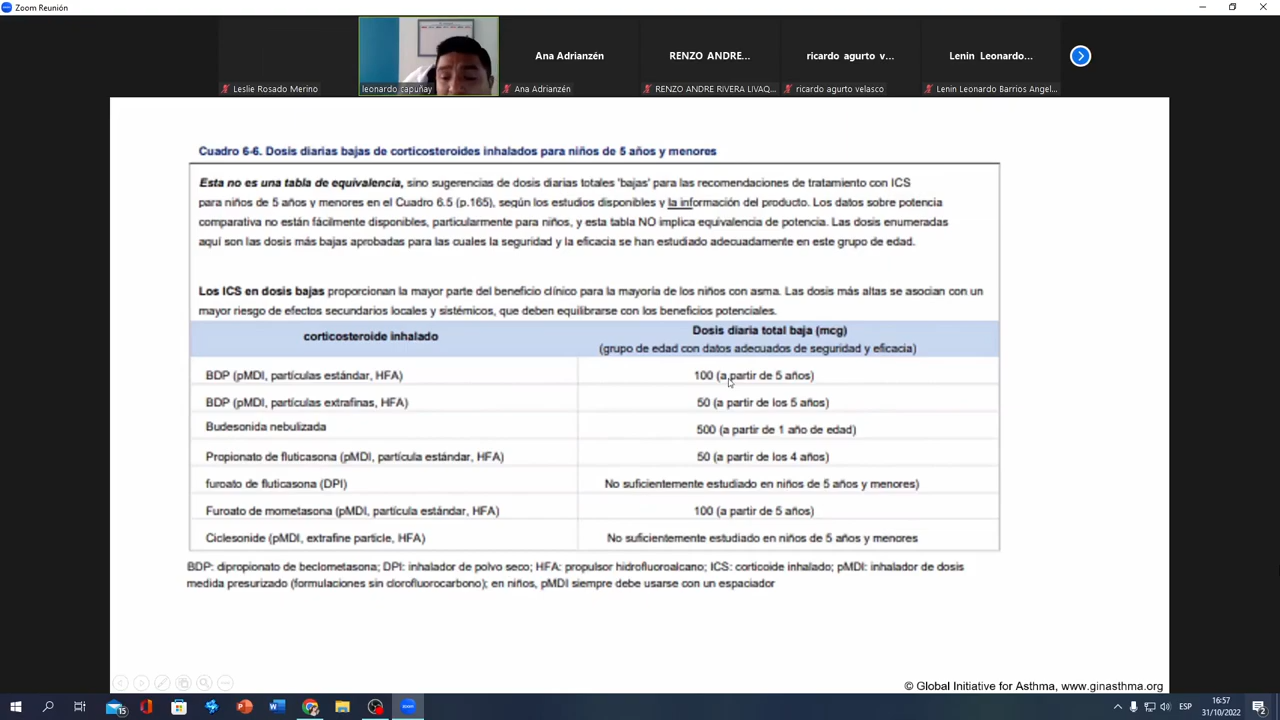 Zoom Reunión
Ana Adrianzén
RENZO ANDRE...
ricardo agurto v...
Lenin Leonardo...
Leslie Rosado Merino
leonardo capuñay
Ana Adrianzén
RENZO ANDRE RIVERA LIVAQ...
ricardo agurto velasco
Lenin Leonardo Barrios Angel...
Cuadro 6-6. Dosis diarias bajas de corticosteroides inhalados para niños de 5 años y menores
Esta no es una tabla de equivalencia, sino sugerencias de dosis diarias totales 'bajas' para las recomendaciones de tratamiento con ICS
para niños de 5 años y menores en el Cuadro 6.5 (p.165), según los estudios disponibles y la información del producto. Los datos sobre potencia
comparativa no están fácilmente disponibles, particularmente para niños, y esta tabla NO implica equivalencia de potencia. Las dosis enumeradas
aquí son las dosis más bajas aprobadas para las cuales la seguridad y la eficacia se han estudiado adecuadamente en este grupo de edad.
Los ICS en dosis bajas proporcionan la mayor parte del beneficio clínico para la mayoría de los niños con asma. Las dosis más altas se asocian con un
mayor riesgo de efectos secundarios locales y sistémicos, que deben equilibrarse con los beneficios potenciales.
corticosteroide inhalado
Dosis diaria total baja (mcg)
(grupo de edad con datos adecuados de seguridad y eficacia)
BDP (pMDI, partículas estándar, HFA)
100 (a partir de 5 años)
BDP (pMDI, partículas extrafinas, HFA)
50 (a partir de los 5 años)
Budesonida nebulizada
500 (a partir de 1 año de edad)
Propionato de fluticasona (pMDI, partícula estándar, HFA)
50 (a partir de los 4 años)
furoato de fluticasona (DPI)
No suficientemente estudiado en niños de 5 años y menores)
Furoato de mometasona (pMDI, partícula estándar, HFA)
100 (a partir de 5 años)
Ciclesonide (pMDI, extrafine particle, HFA)
No suficientemente estudiado en niños de 5 años y menores
BDP: dipropionato de beclometasona; DPI: inhalador de polvo seco; HFA: propulsor hidrofluoroalcano; ICS: corticoide inhalado; pMDI: inhalador de dosis
medida presurizado (formulaciones sin clorofluorocarbono); en niños, pMDI siempre debe usarse con un espaciador
© Global Initiative for Asthma, www.ginasthma.org
15
ESP
16:57
31/10/2022
2